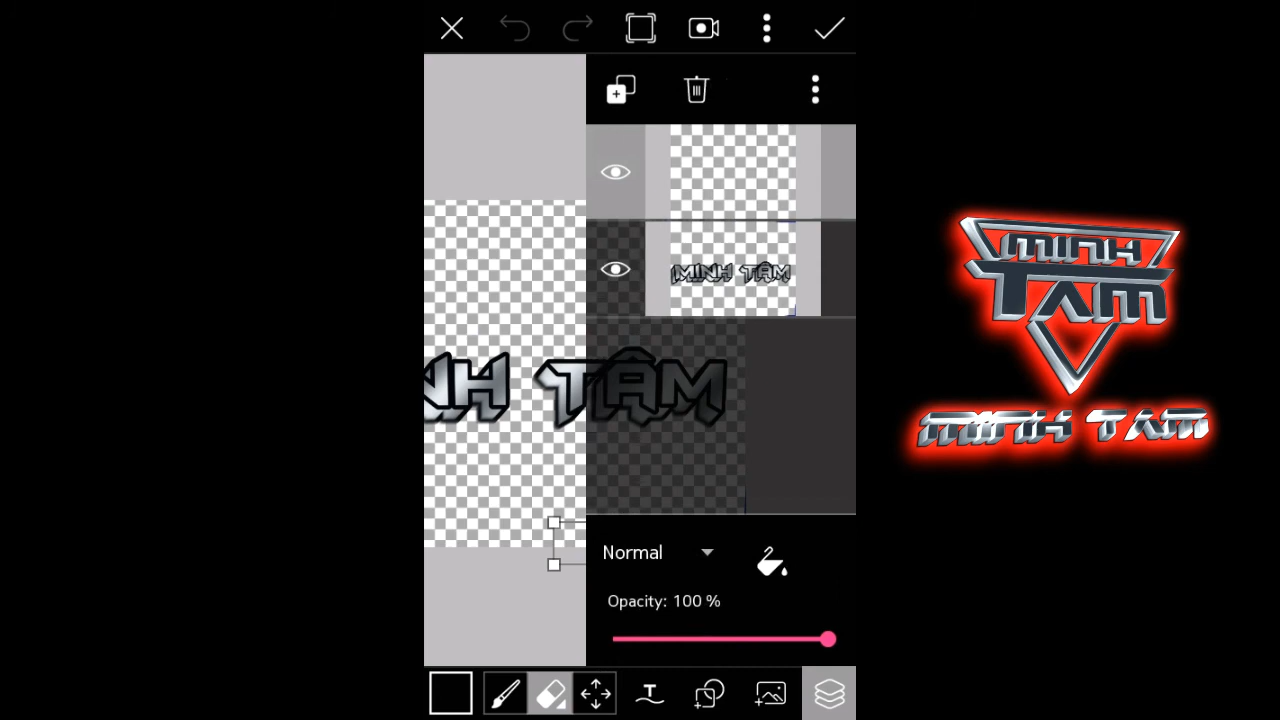 MINH TÂM
NH TÂM
Normal
Opacity: 100 %
T
MINH
TAM
MINH TAM